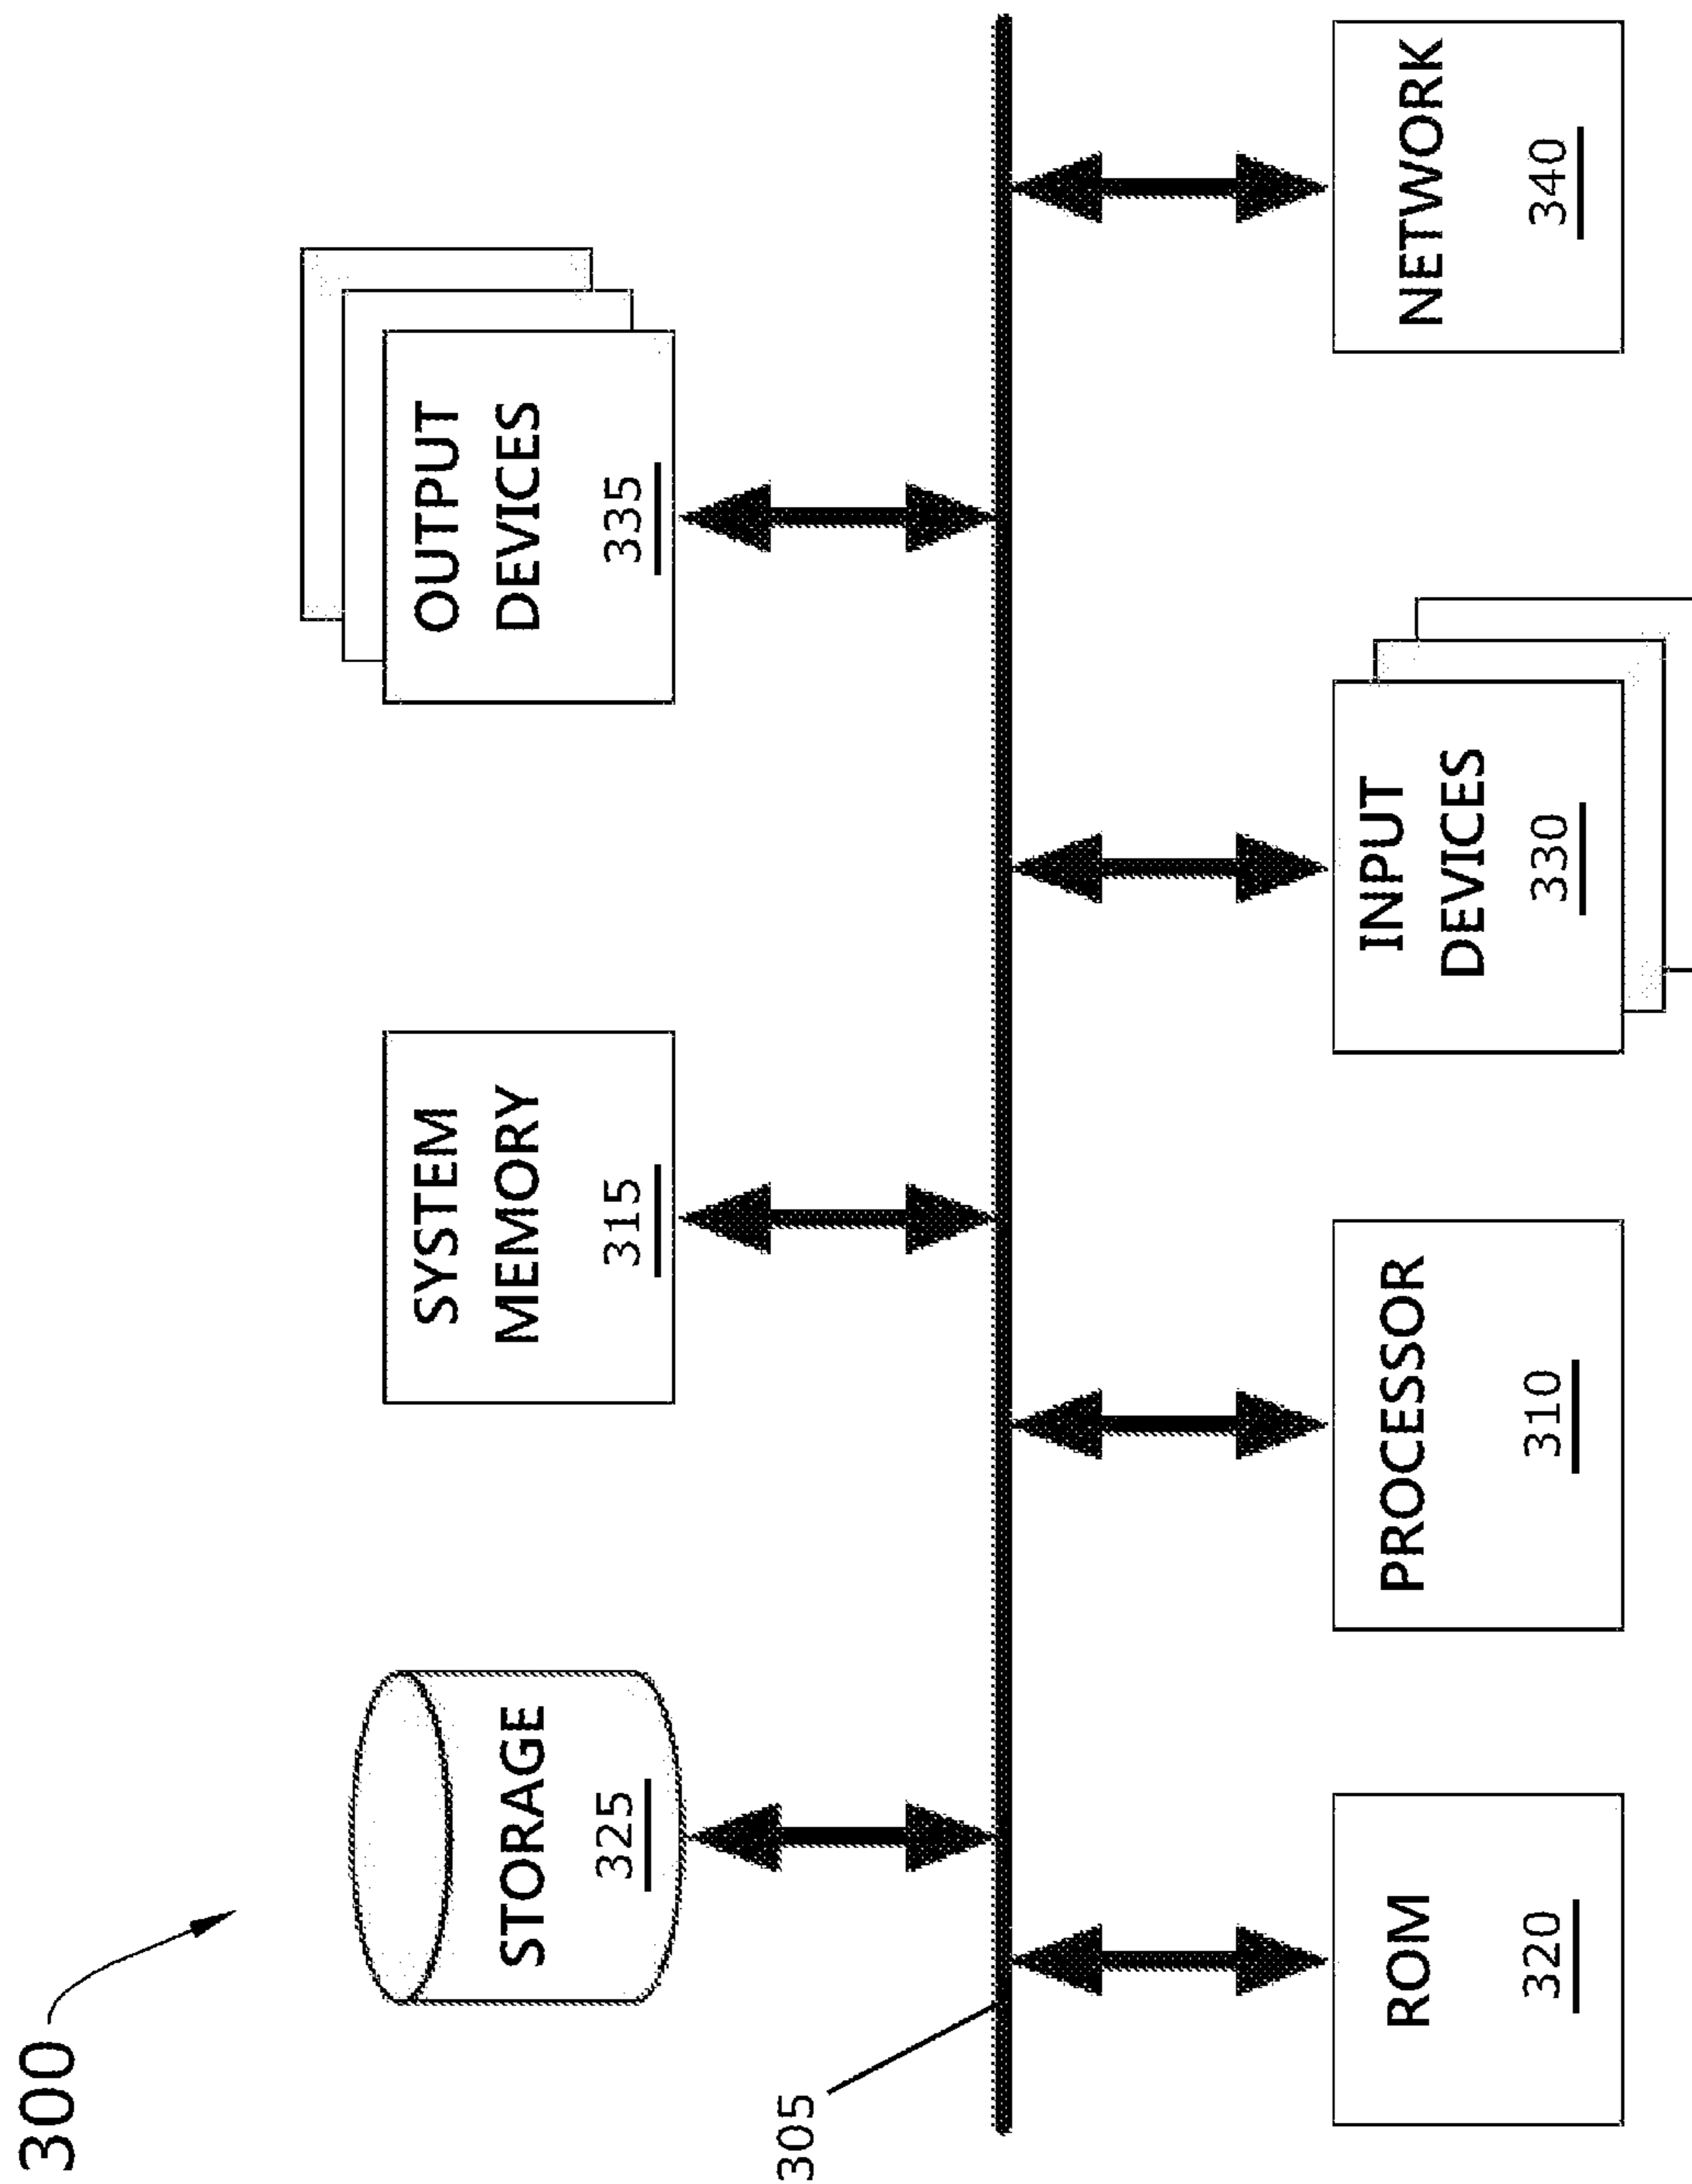 300
STORAGE
325
SYSTEM
MEMORY
315
OUTPUT
DEVICES
335
305
ROM
320
PROCESSOR
310
INPUT
DEVICES
330
NETWORK
340